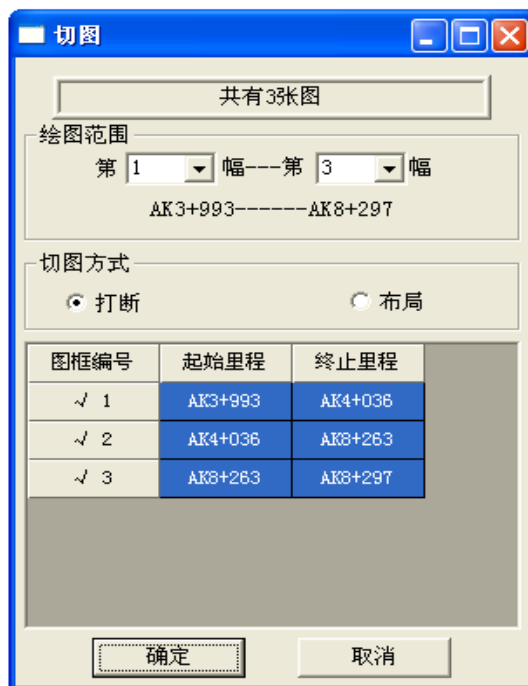 切图
共有3张图
绘图范围
第 1 幅---第 3 幅
AK3+993------AK8+297
切图方式
打断 布局
图框编号 起始里程 终止里程
√ 1 AK3+993 AK4+036
√ 2 AK4+036 AK8+263
√ 3 AK8+263 AK8+297
确定 取消